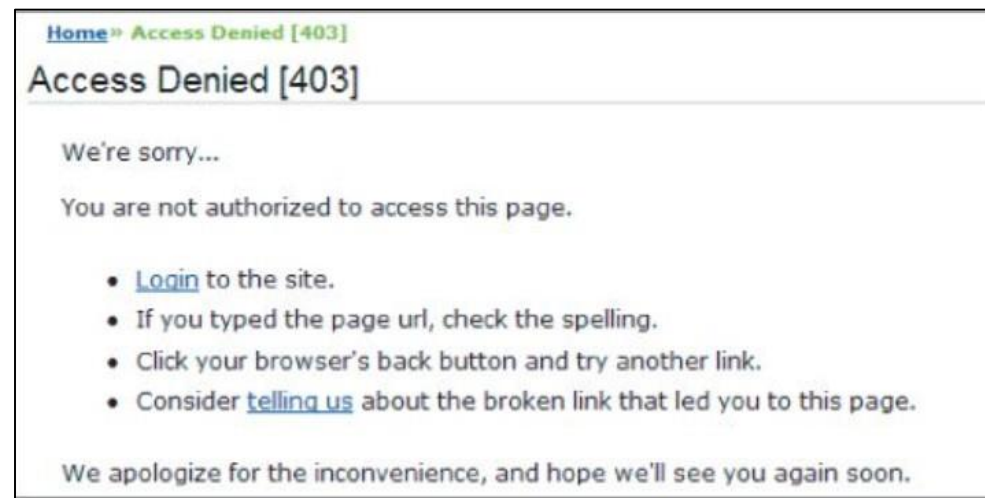 Home» Access Denied [403]
Access Denied [403]
We're sorry...
You are not authorized to access this page.
• Login to the site.
• If you typed the page url, check the spelling.
• Click your browser's back button and try another link.
• Consider telling us about the broken link that led you to this page.
We apologize for the inconvenience, and hope we'll see you again soon.